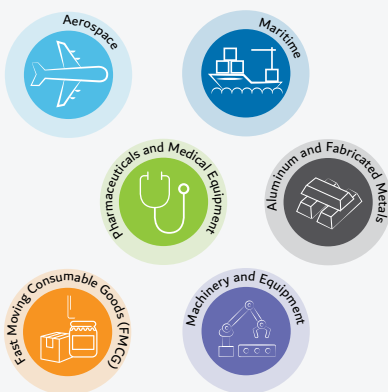 Aerospace
Maritime
Pharmaceuticals and Medical Equipment
Aluminum and Fabricated Metals
Fast Moving Consumable Goods (FMCG)
Machinery and Equipment